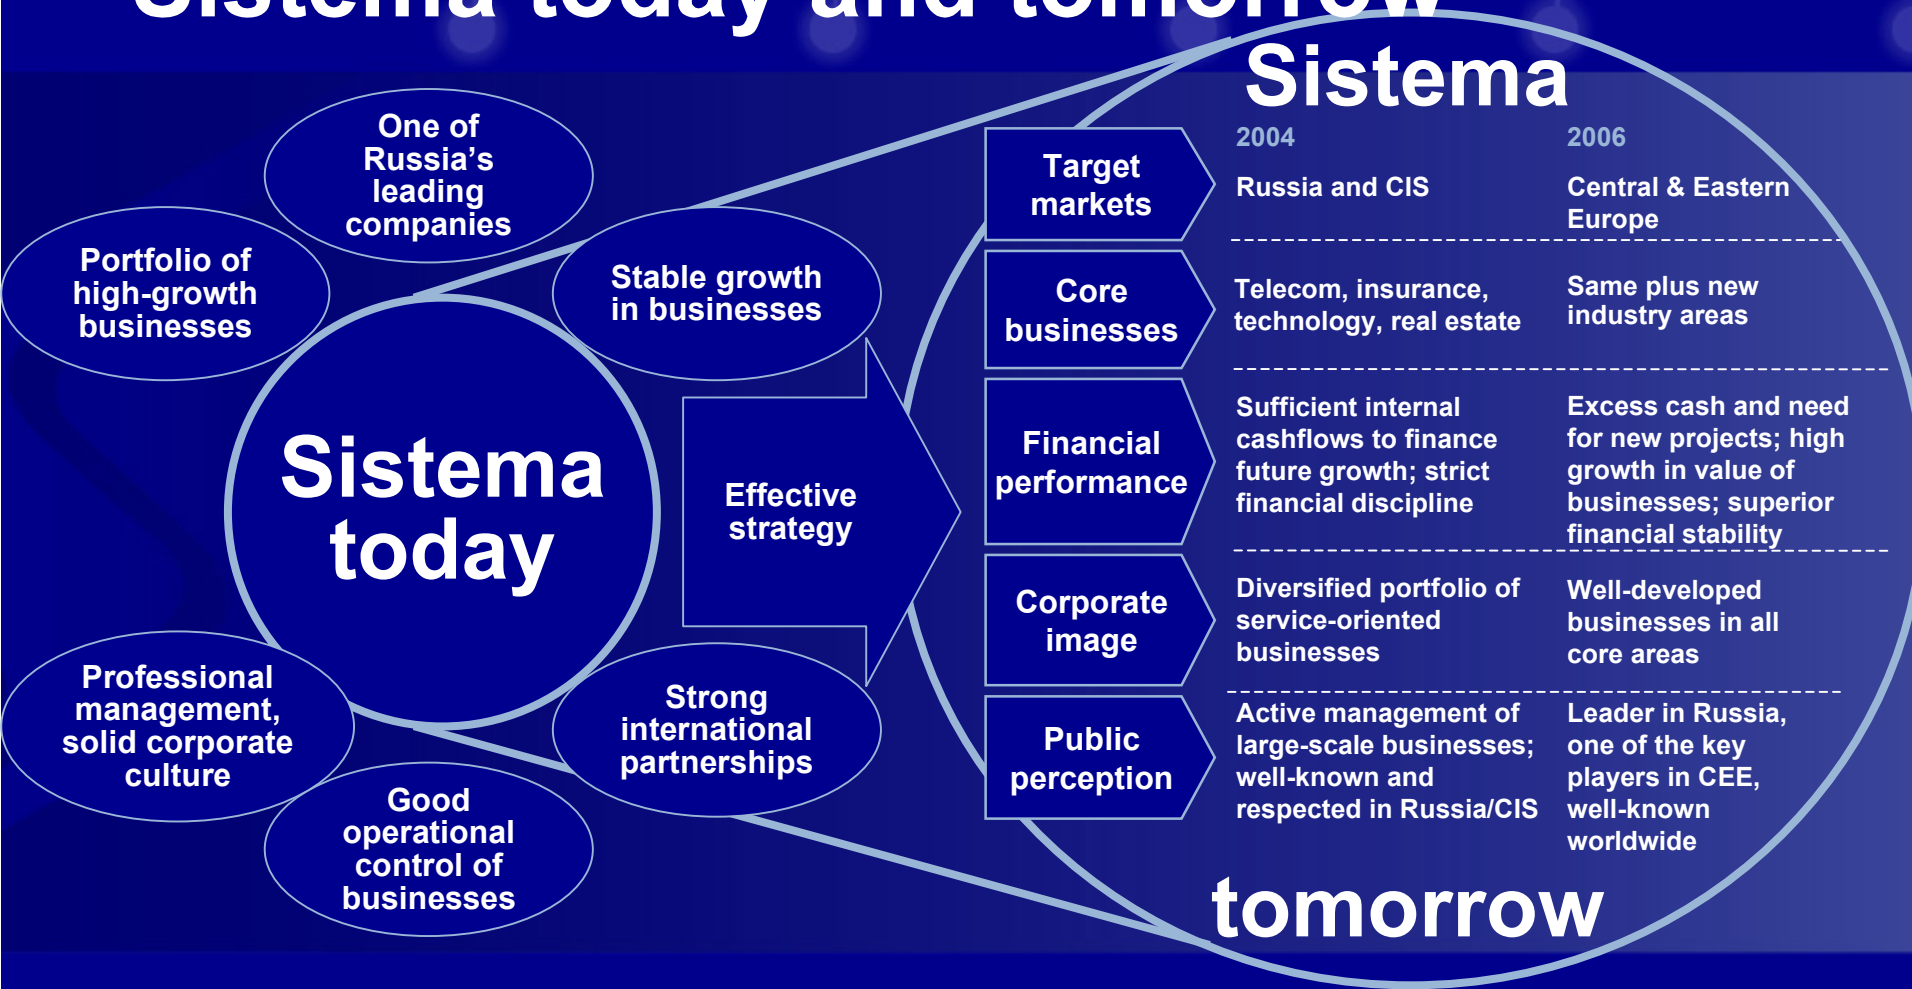 Sistema today and tomorrow
One of
Russia’s
leading
companies
Portfolio of
high-growth
businesses
Stable growth
in businesses
Sistema
today
Effective
strategy
Professional
management,
solid corporate
culture
Strong
international
partnerships
Good
operational
control of
businesses
Sistema
2004 2006
Target
markets
Russia and CIS
Central & Eastern
Europe
Core
businesses
Telecom, insurance,
technology, real estate
Same plus new
industry areas
Financial
performance
Sufficient internal
cashflows to finance
future growth; strict
financial discipline
Excess cash and need
for new projects; high
growth in value of
businesses; superior
financial stability
Corporate
image
Diversified portfolio of
service-oriented
businesses
Well-developed
businesses in all
core areas
Public
perception
Active management of
large-scale businesses;
well-known and
respected in Russia/CIS
Leader in Russia,
one of the key
players in CEE,
well-known
worldwide
tomorrow